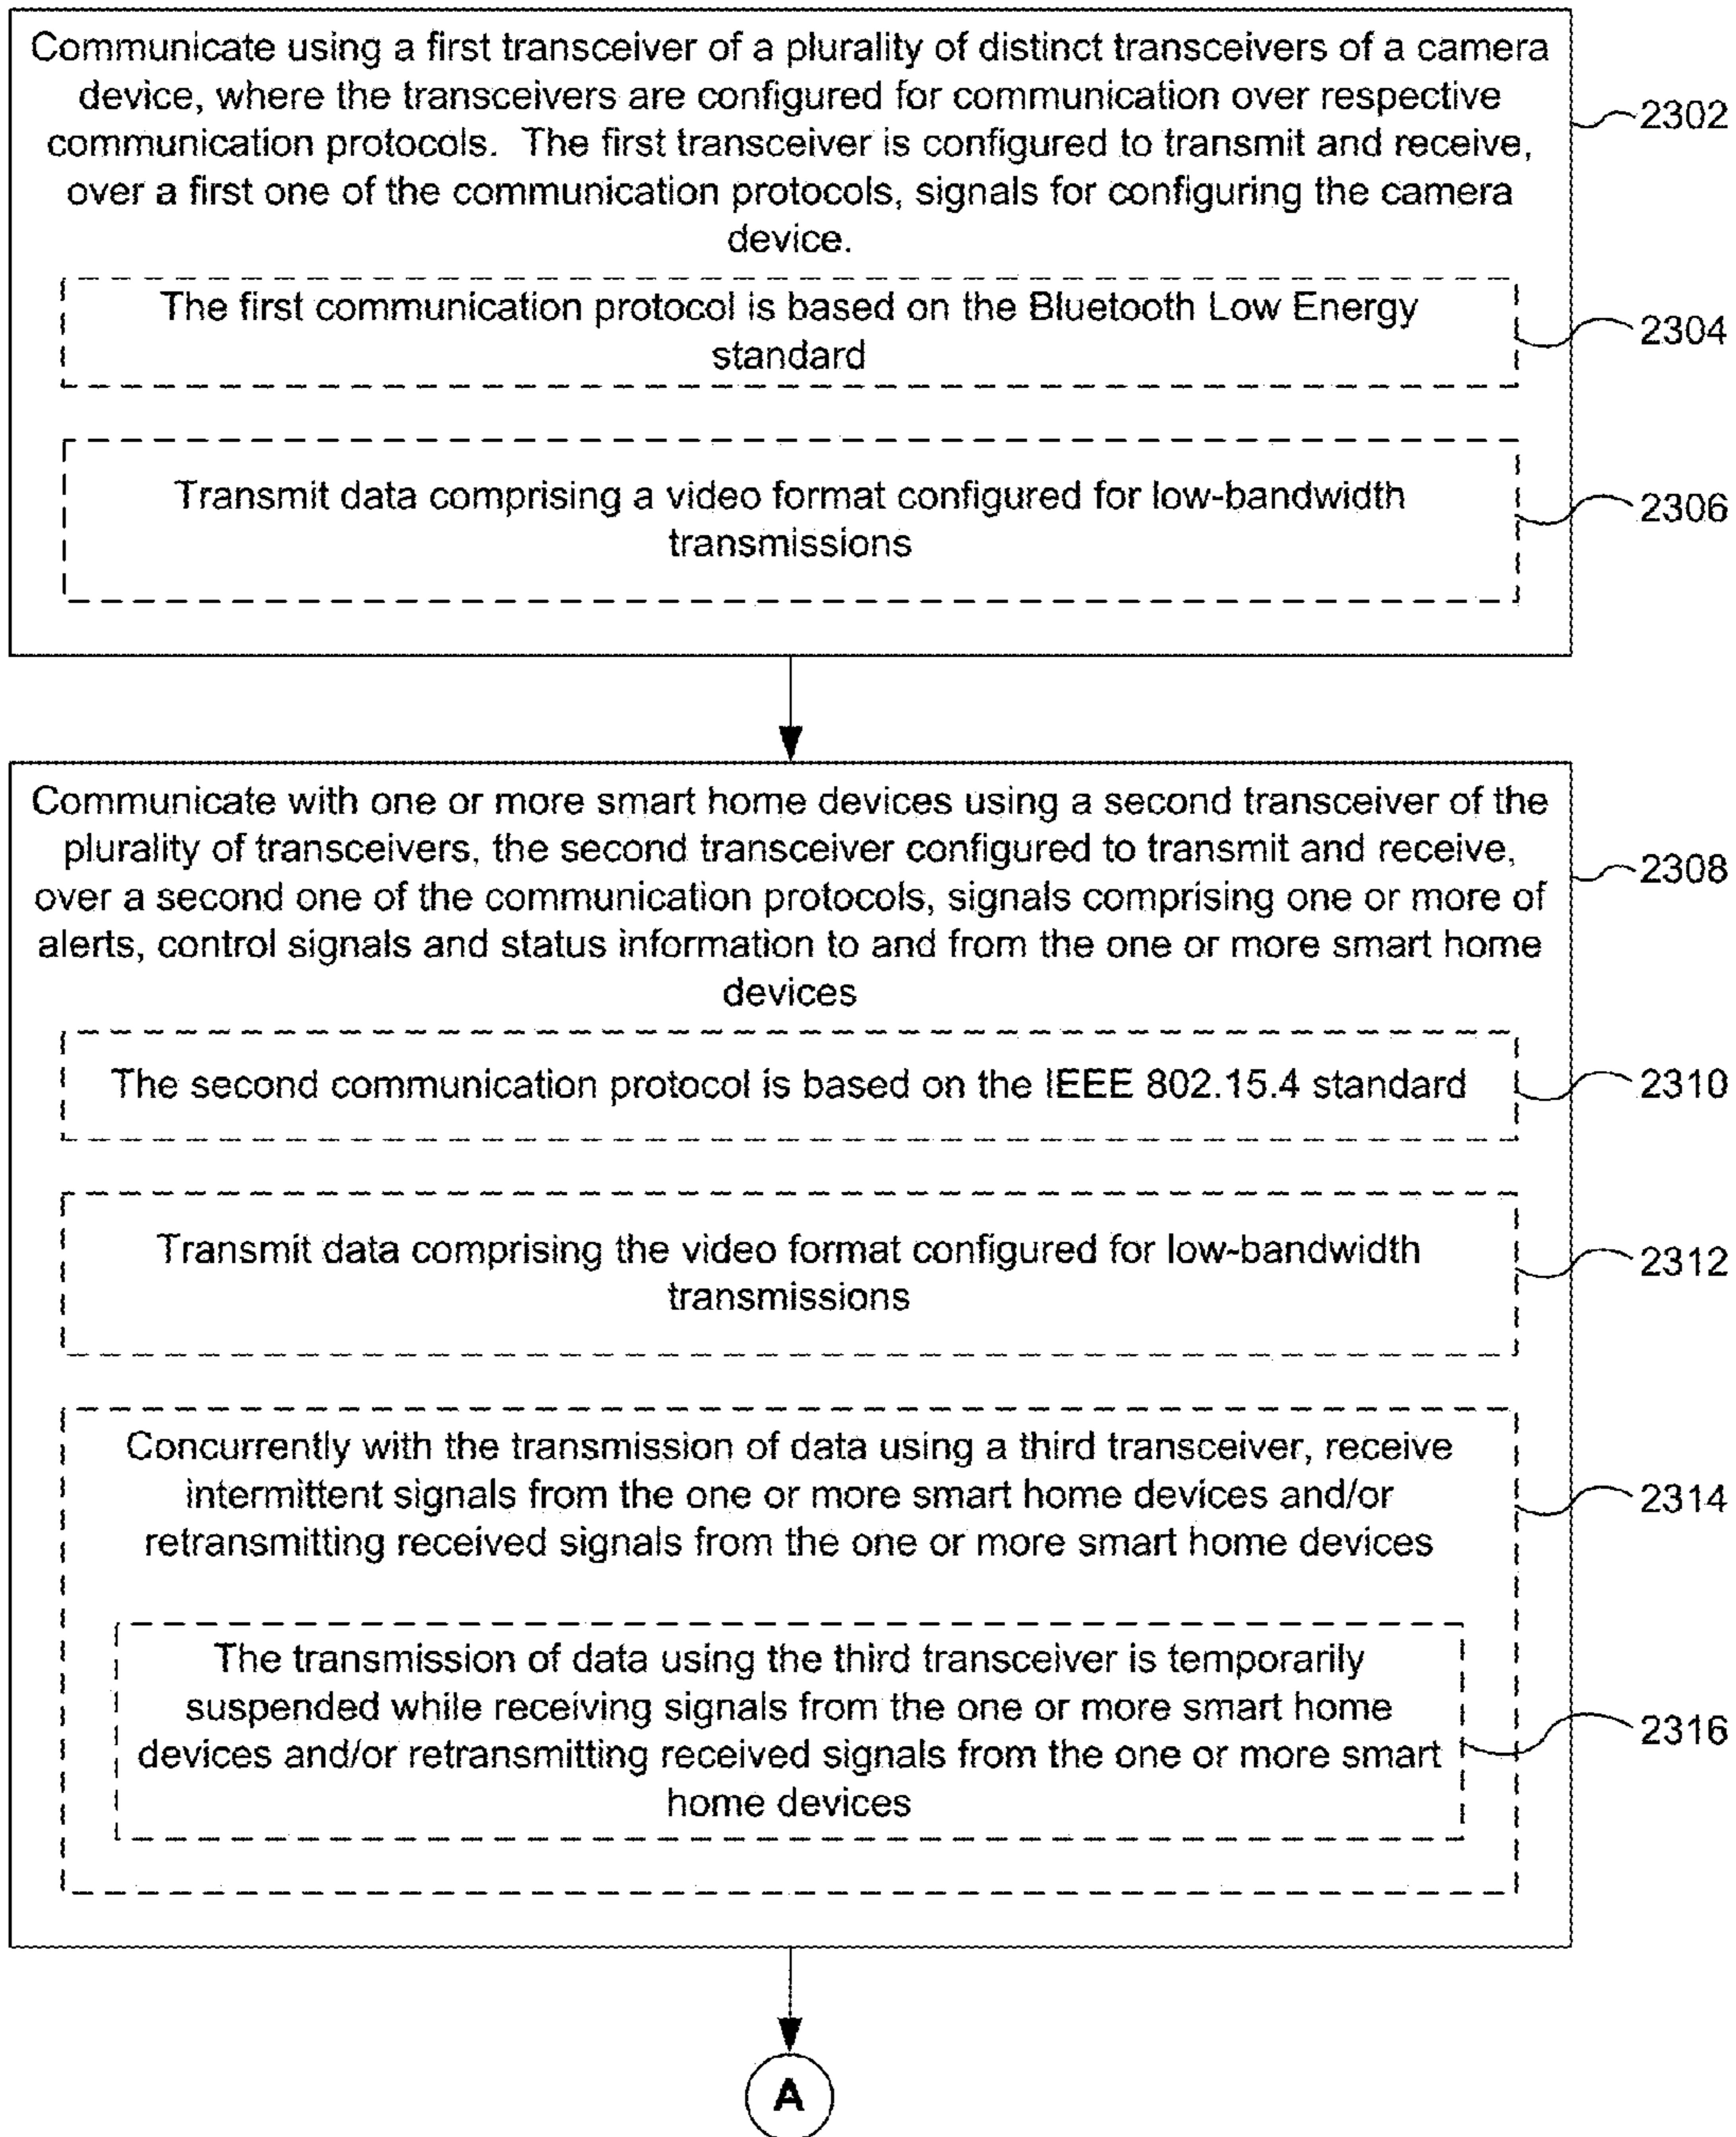 Communicate using a first transceiver of a plurality of distinct transceivers of a camera
device, where the transceivers are configured for communication over respective
communication protocols.  The first transceiver is configured to transmit and receive,
over a first one of the communication protocols, signals for configuring the camera
device.
2302
The first communication protocol is based on the Bluetooth Low Energy
standard
2304
Transmit data comprising a video format configured for low-bandwidth
transmissions
2306
Communicate with one or more smart home devices using a second transceiver of the
plurality of transceivers, the second transceiver configured to transmit and receive,
over a second one of the communication protocols, signals comprising one or more of
alerts, control signals and status information to and from the one or more smart home
devices
2308
The second communication protocol is based on the IEEE 802.15.4 standard
2310
Transmit data comprising the video format configured for low-bandwidth
transmissions
2312
Concurrently with the transmission of data using a third transceiver, receive
intermittent signals from the one or more smart home devices and/or
retransmitting received signals from the one or more smart home devices
2314
The transmission of data using the third transceiver is temporarily
suspended while receiving signals from the one or more smart home
devices and/or retransmitting received signals from the one or more smart
home devices
2316
A